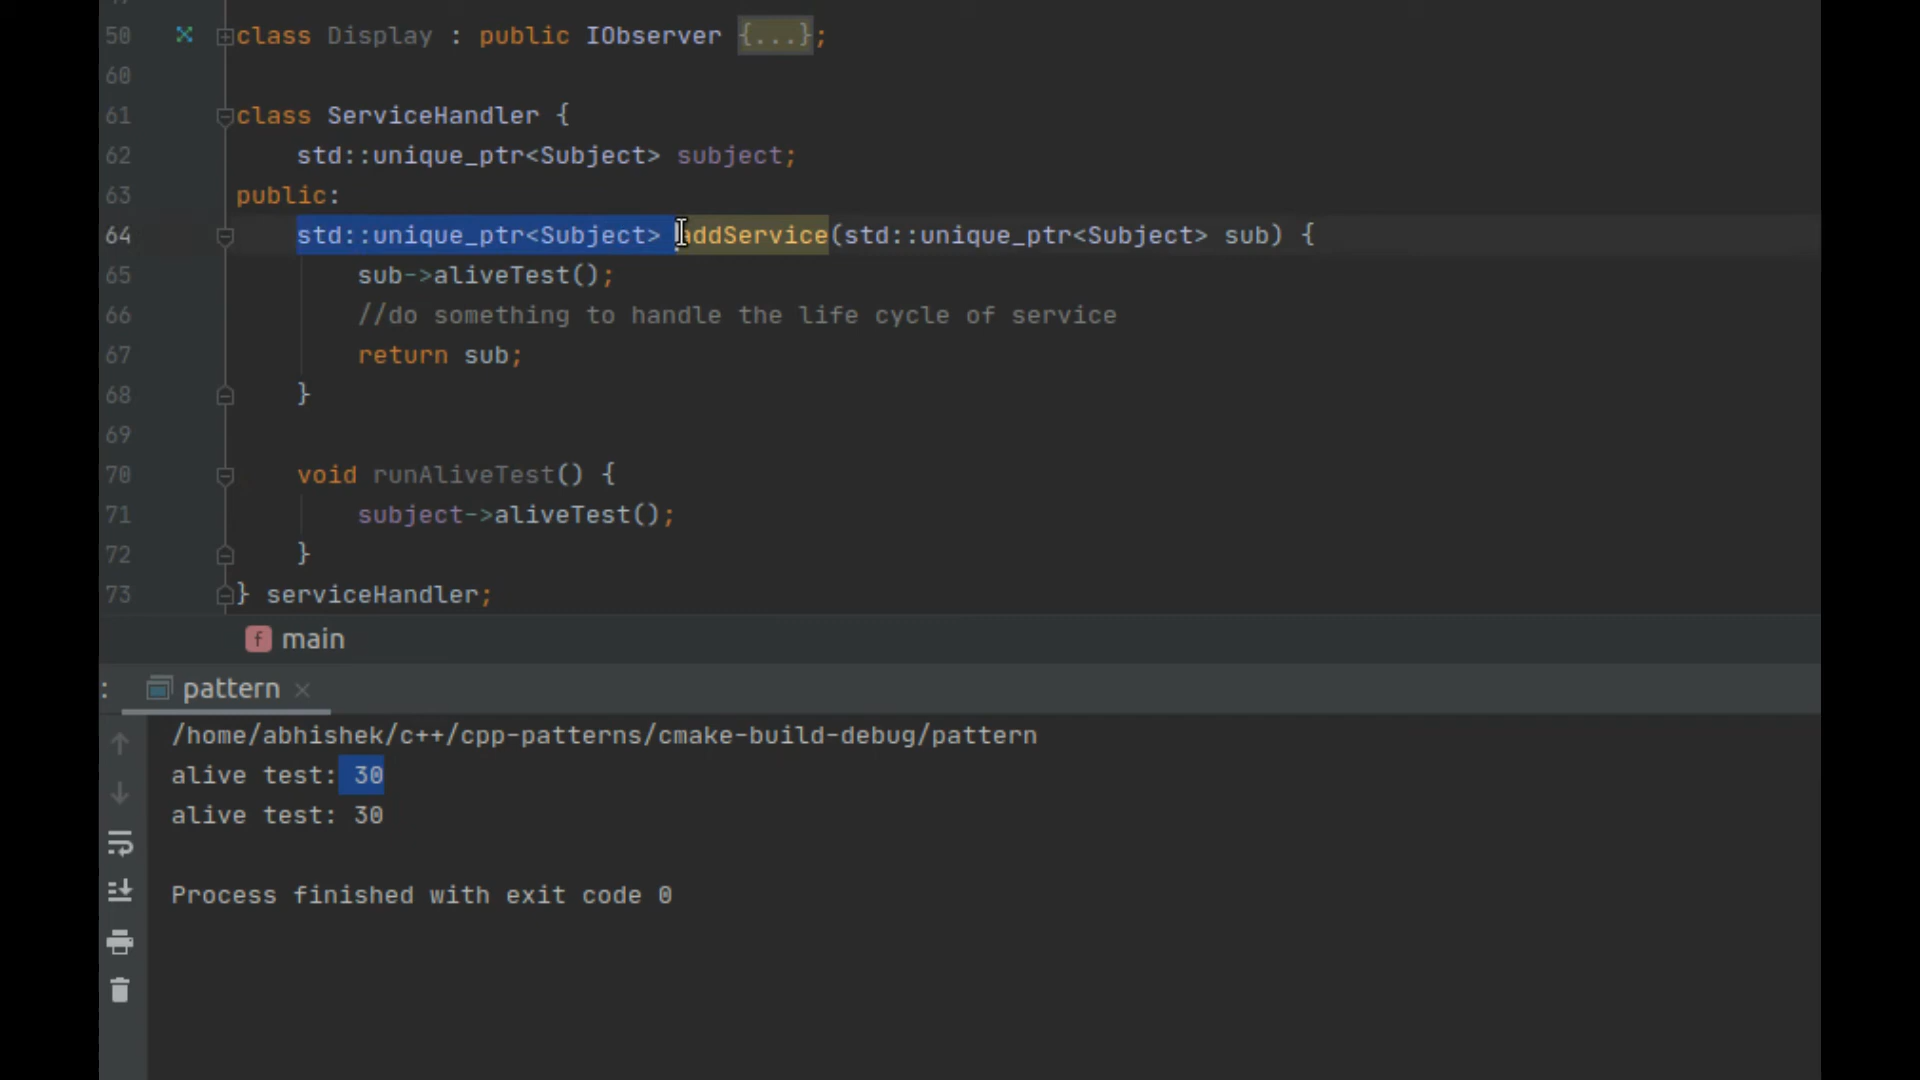 50 class Display : public IObserver {...};
60
61 class ServiceHandler {
62 std::unique_ptr<Subject> subject;
63 public:
64 std::unique_ptr<Subject> addService(std::unique_ptr<Subject> sub) {
65 sub->aliveTest();
66 //do something to handle the life cycle of service
67 return sub;
68 }
69
70 void runAliveTest() {
71 subject->aliveTest();
72 }
73 } serviceHandler;
f main
: pattern ×
/home/abhishek/c++/cpp-patterns/cmake-build-debug/pattern
alive test: 30
alive test: 30
Process finished with exit code 0